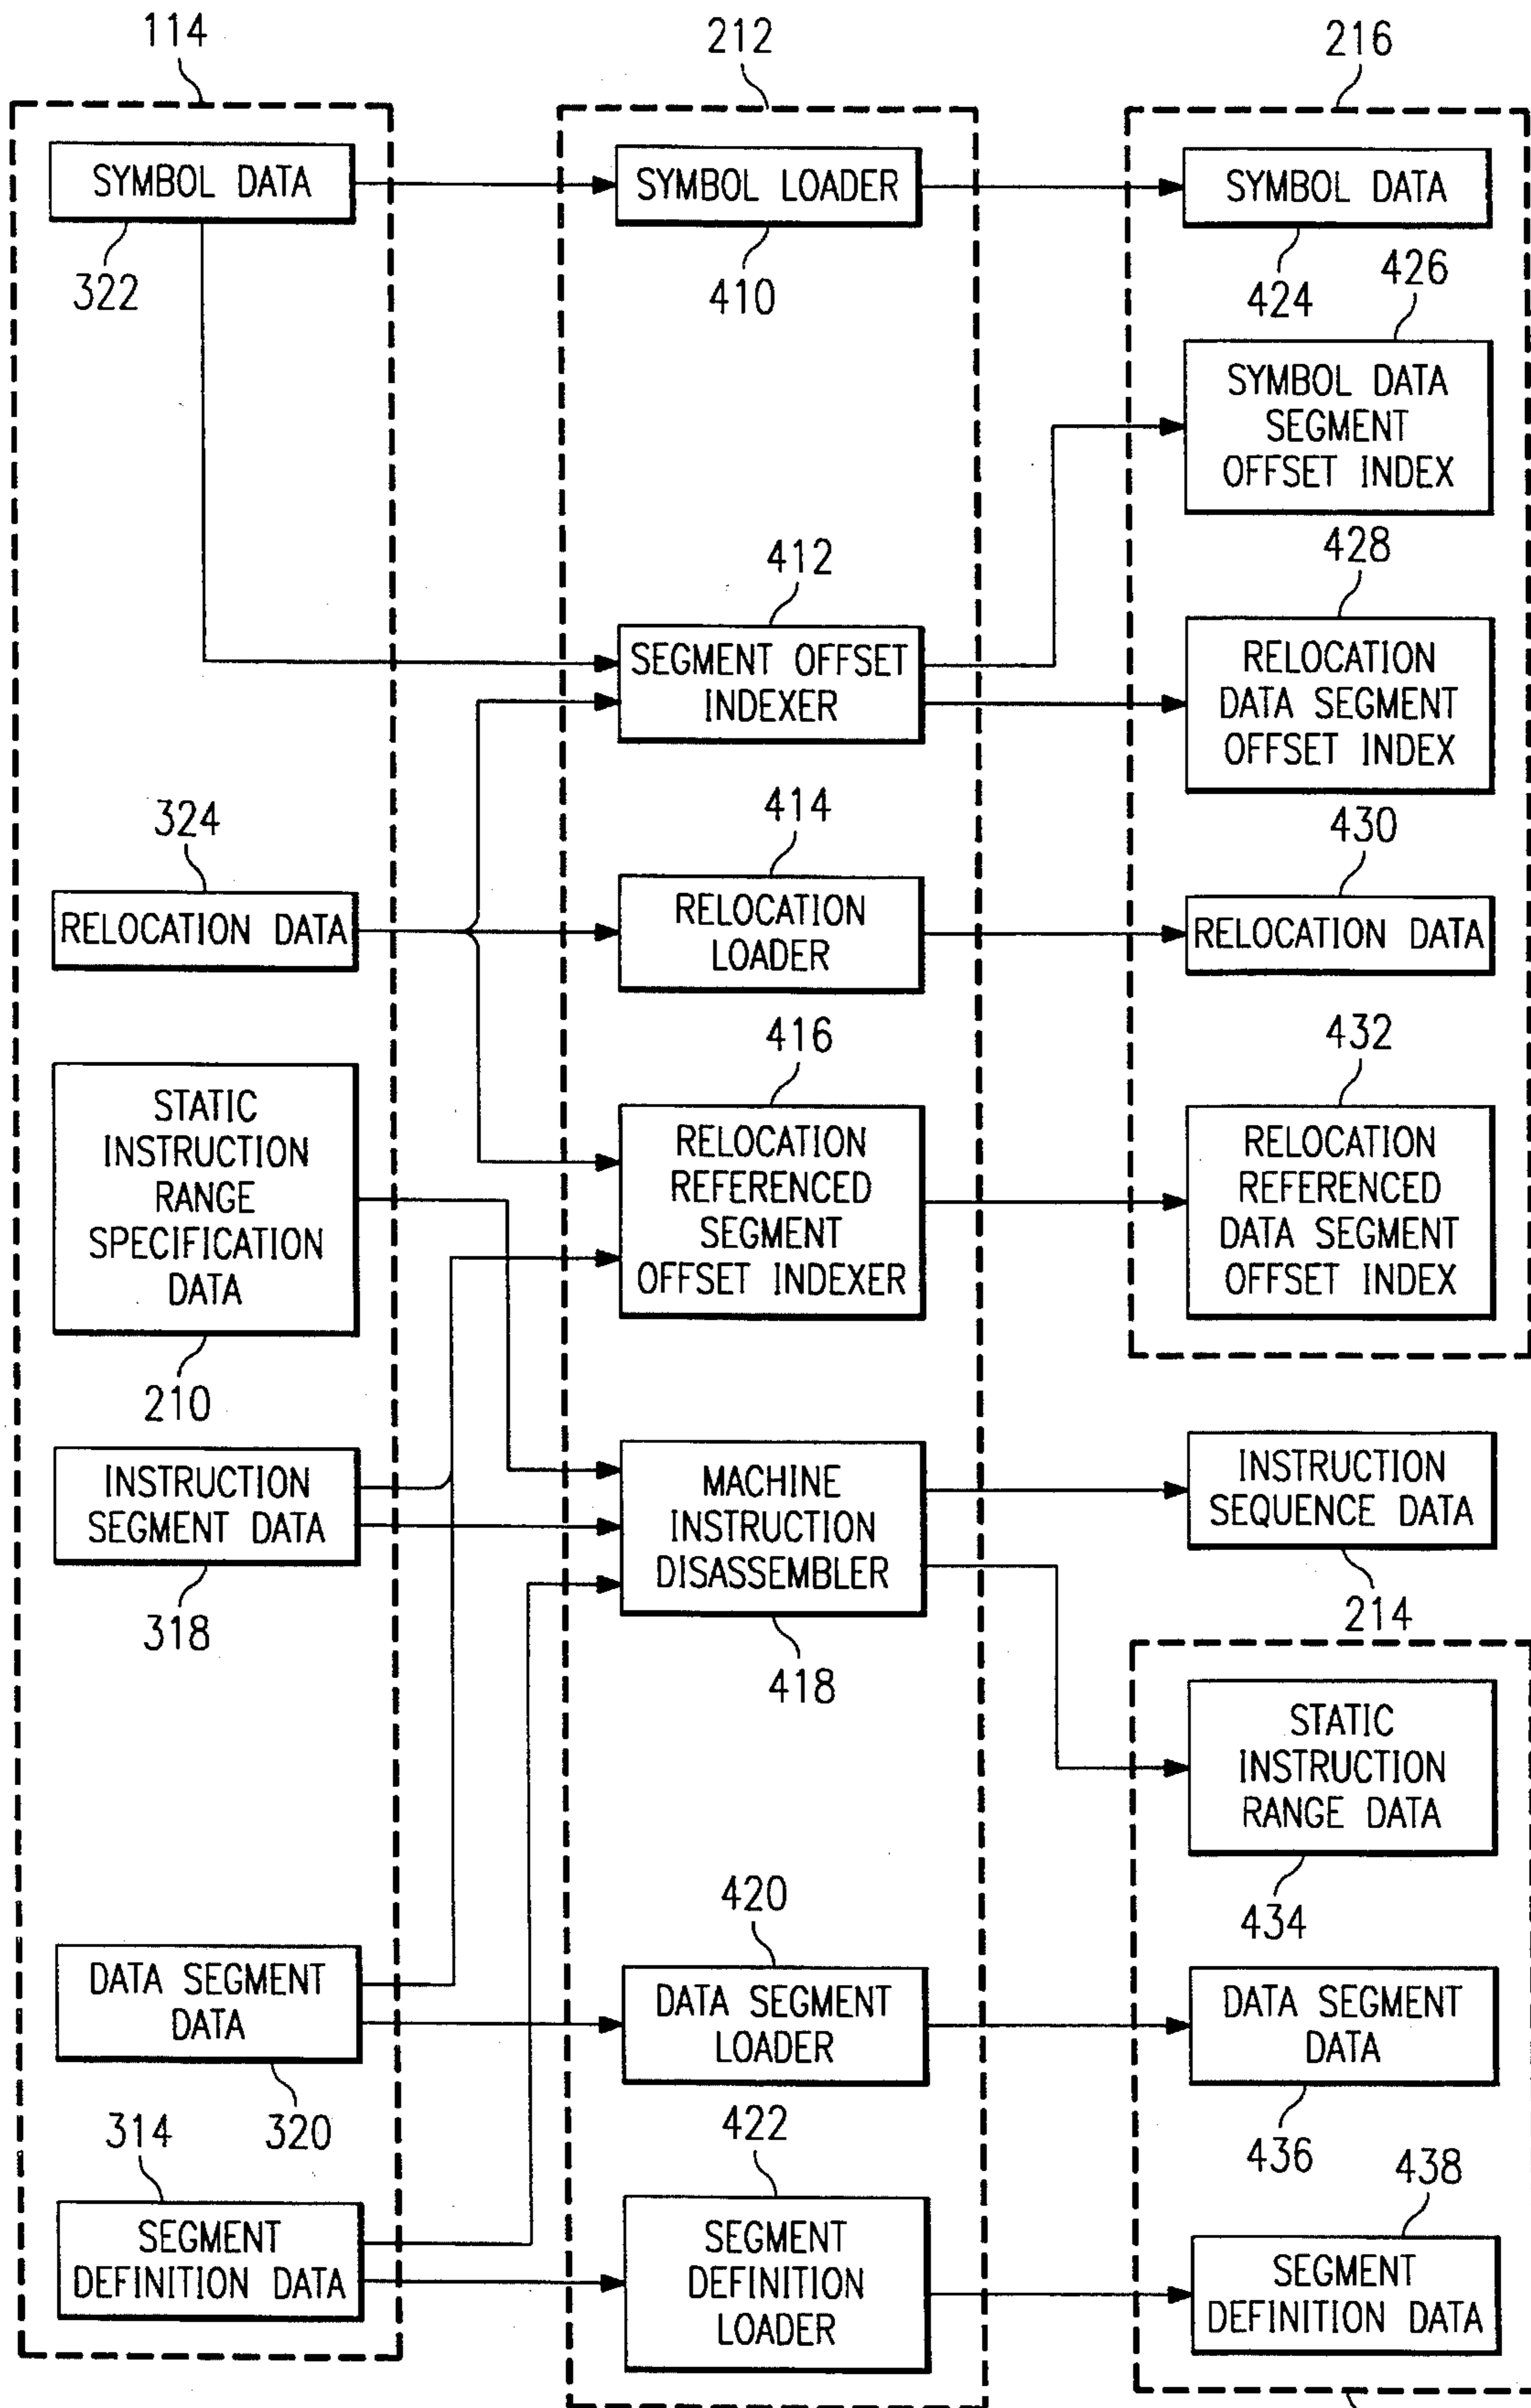 114
212
216
SYMBOL DATA
322
SYMBOL LOADER
410
SYMBOL DATA
424
426
SYMBOL DATA
SEGMENT
OFFSET INDEX
412
SEGMENT OFFSET
INDEXER
428
RELOCATION
DATA SEGMENT
OFFSET INDEX
324
RELOCATION DATA
414
RELOCATION
LOADER
430
RELOCATION DATA
STATIC
INSTRUCTION
RANGE
SPECIFICATION
DATA
210
416
RELOCATION
REFERENCED
SEGMENT
OFFSET INDEXER
432
RELOCATION
REFERENCED
DATA SEGMENT
OFFSET INDEX
INSTRUCTION
SEGMENT DATA
318
MACHINE
INSTRUCTION
DISASSEMBLER
418
INSTRUCTION
SEQUENCE DATA
214
STATIC
INSTRUCTION
RANGE DATA
434
DATA SEGMENT
DATA
320
420
DATA SEGMENT
LOADER
DATA SEGMENT
DATA
436
314
SEGMENT
DEFINITION DATA
422
SEGMENT
DEFINITION
LOADER
438
SEGMENT
DEFINITION DATA